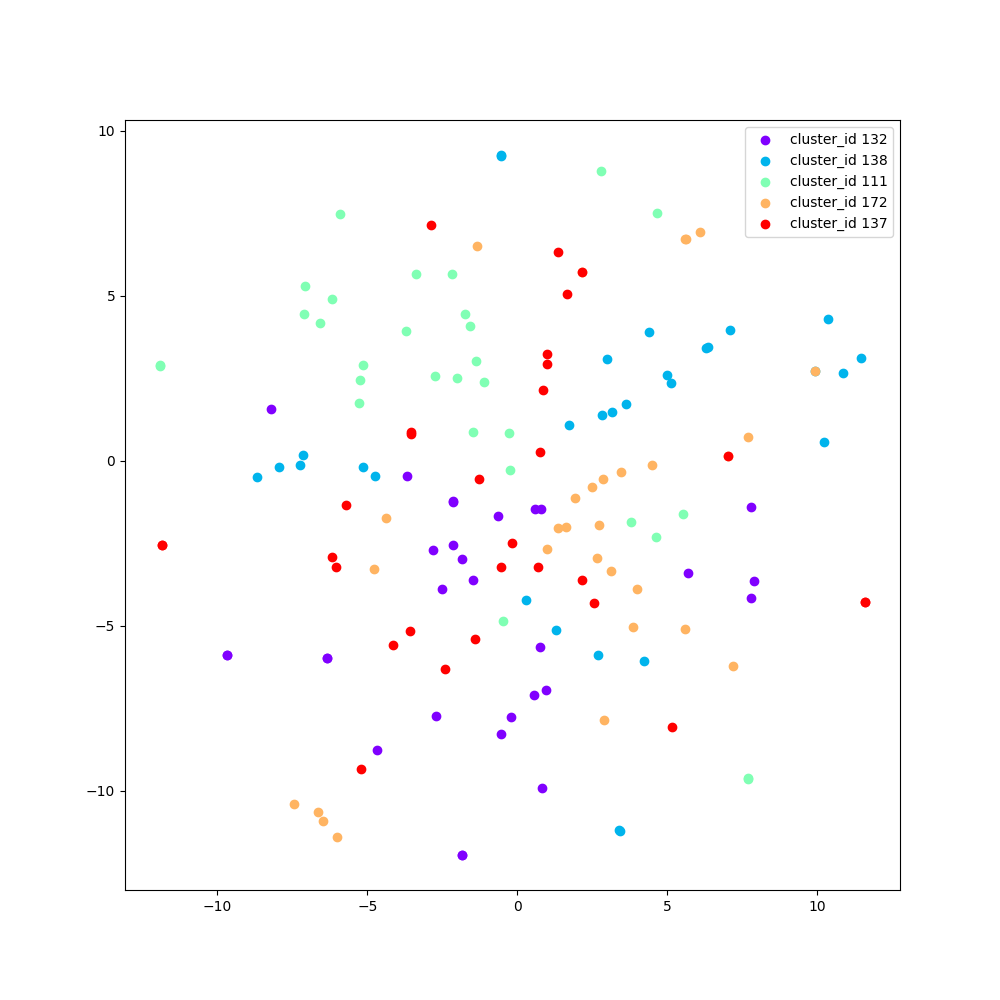 cluster_id 132
cluster_id 138
cluster_id 111
cluster_id 172
cluster_id 137
10
5
0
−5
−10
−10
−5
0
5
10